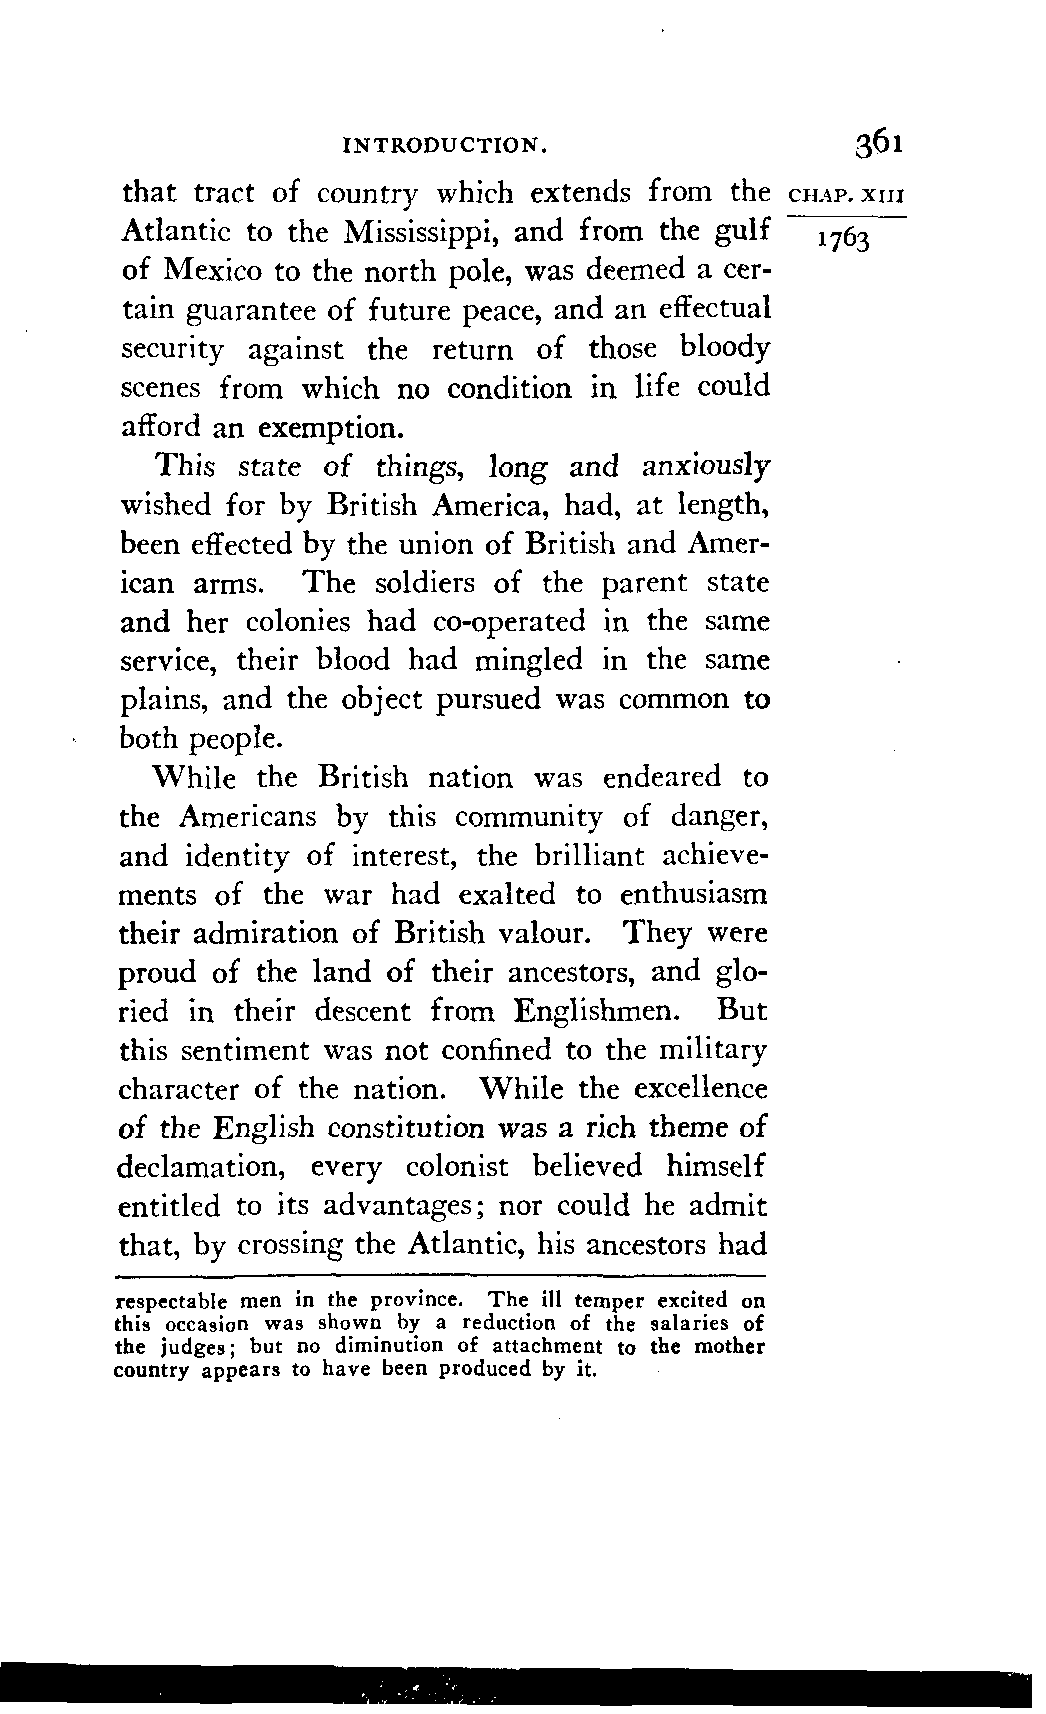 INTRODUCTION. 361
that tract of country which extends from the CHAP. XIII
Atlantic to the Mississippi, and from the gulf 1763
of Mexico to the north pole, was deemed a cer-
tain guarantee of future peace, and an effectual
security against the return of those bloody
scenes from which no condition in life could
afford an exemption.
This state of things, long and anxiously
wished for by British America, had, at length,
been effected by the union of British and Amer-
ican arms. The soldiers of the parent state
and her colonies had co-operated in the same
service, their blood had mingled in the same
plains, and the object pursued was common to
both people.
While the British nation was endeared to
the Americans by this community of danger,
and identity of interest, the brilliant achieve-
ments of the war had exalted to enthusiasm
their admiration of British valour. They were
proud of the land of their ancestors, and glo-
ried in their descent from Englishmen. But
this sentiment was not confined to the military
character of the nation. While the excellence
of the English constitution was a rich theme of
declamation, every colonist believed himself
entitled to its advantages; nor could he admit
that, by crossing the Atlantic, his ancestors had
respectable men in the province. The ill temper excited on
this occasion was shown by a reduction of the salaries of
the judges; but no diminution of attachment to the mother
country appears to have been produced by it.